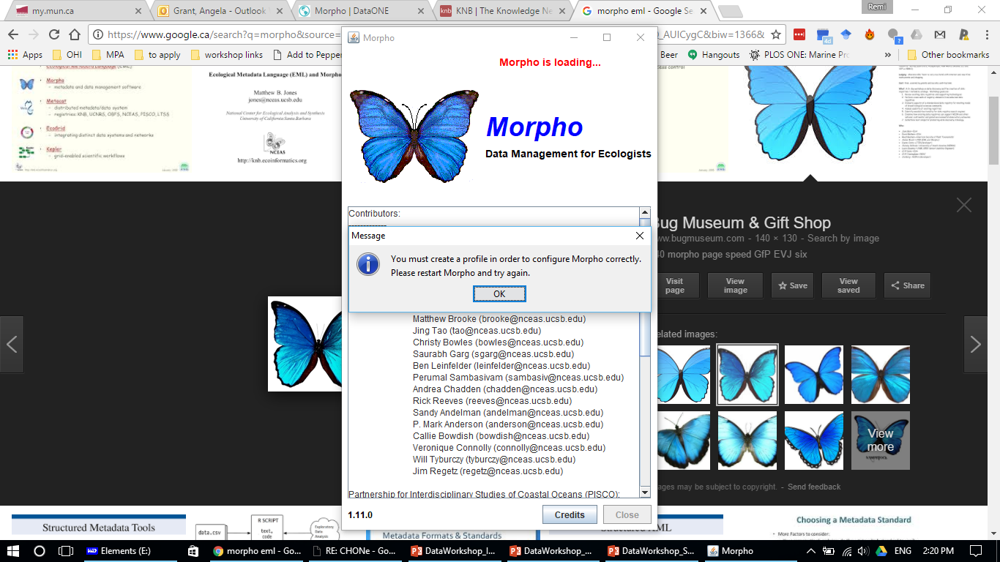 my.mun.ca
Grant, Angela - Outlook
Morpho | DataONE
KNB | The Knowledge Ne
morpho eml - Google Se
Remi
https://www.google.ca/search?q=morpho&source=
_AUICygC&biw=1366&
Apps
OHI
MPA
to apply
workshop links
Add to Pepper
Beer
Hangouts
PLOS ONE: Marine Pr
»
Other bookmarks
4d
Morpho
Morpho is loading...
Morpho
Data Management for Ecologists
Contributors:
Message
You must create a profile in order to configure Morpho correctly.
Please restart Morpho and try again.
OK
Matthew Brooke (brooke@nceas.ucsb.edu)
Jing Tao (tao@nceas.ucsb.edu)
Christy Bowles (bowles@nceas.ucsb.edu)
Saurabh Garg (sgarg@nceas.ucsb.edu)
Ben Leinfelder (leinfelder@nceas.ucsb.edu)
Perumal Sambasivam (sambasiv@nceas.ucsb.edu)
Andrea Chadden (chadden@nceas.ucsb.edu)
Rick Reeves (reeves@nceas.ucsb.edu)
Sandy Andelman (andelman@nceas.ucsb.edu)
P. Mark Anderson (anderson@nceas.ucsb.edu)
Callie Bowdish (bowdish@nceas.ucsb.edu)
Veronique Connolly (connolly@nceas.ucsb.edu)
Will Tyburczy (tyburczy@nceas.ucsb.edu)
Jim Regetz (regetz@nceas.ucsb.edu)
Partnership for Interdisciplinary Studies of Coastal Oceans (PISCO):
1.11.0
Credits
Close
Ecological Metadata Language (EML)
Morpho
– metadata and data management software
Metacat
– distributed metadata/data system
– registries: KNB, UCNRS, OBFS, NCEAS, PISCO, LTSS
EcoGrid
– integrating distinct data systems and networks
Kepler
– grid-enabled scientific workflows
Ecological Metadata Language (EML) and Morpho
Matthew B. Jones
jones@nceas.ucsb.edu
National Center for Ecological Analysis and Synthesis
University of California Santa Barbara
NCEAS
http://knb.ecoinformatics.org
access control
Bug Museum & Gift Shop
www.bugmuseum.com - 140 × 130 - Search by image
40 morpho page speed GfP EVJ six
Visit page
View image
Save
View saved
Share
elated images:
View more
ages may be subject to copyright. - Send feedback
Structured Metadata Tools
data.csv
R SCRIPT
text,
code
Exploratory
Data
Analysis
Metadata Formats & Standards
Structured XML
Choosing a Metadata Standard
• More Factors to consider:
Elements (E:)
morpho eml - Go...
RE: CHONe - Goo...
DataWorkshop_I...
DataWorkshop_...
DataWorkshop_S...
Morpho
ENG
2:20 PM